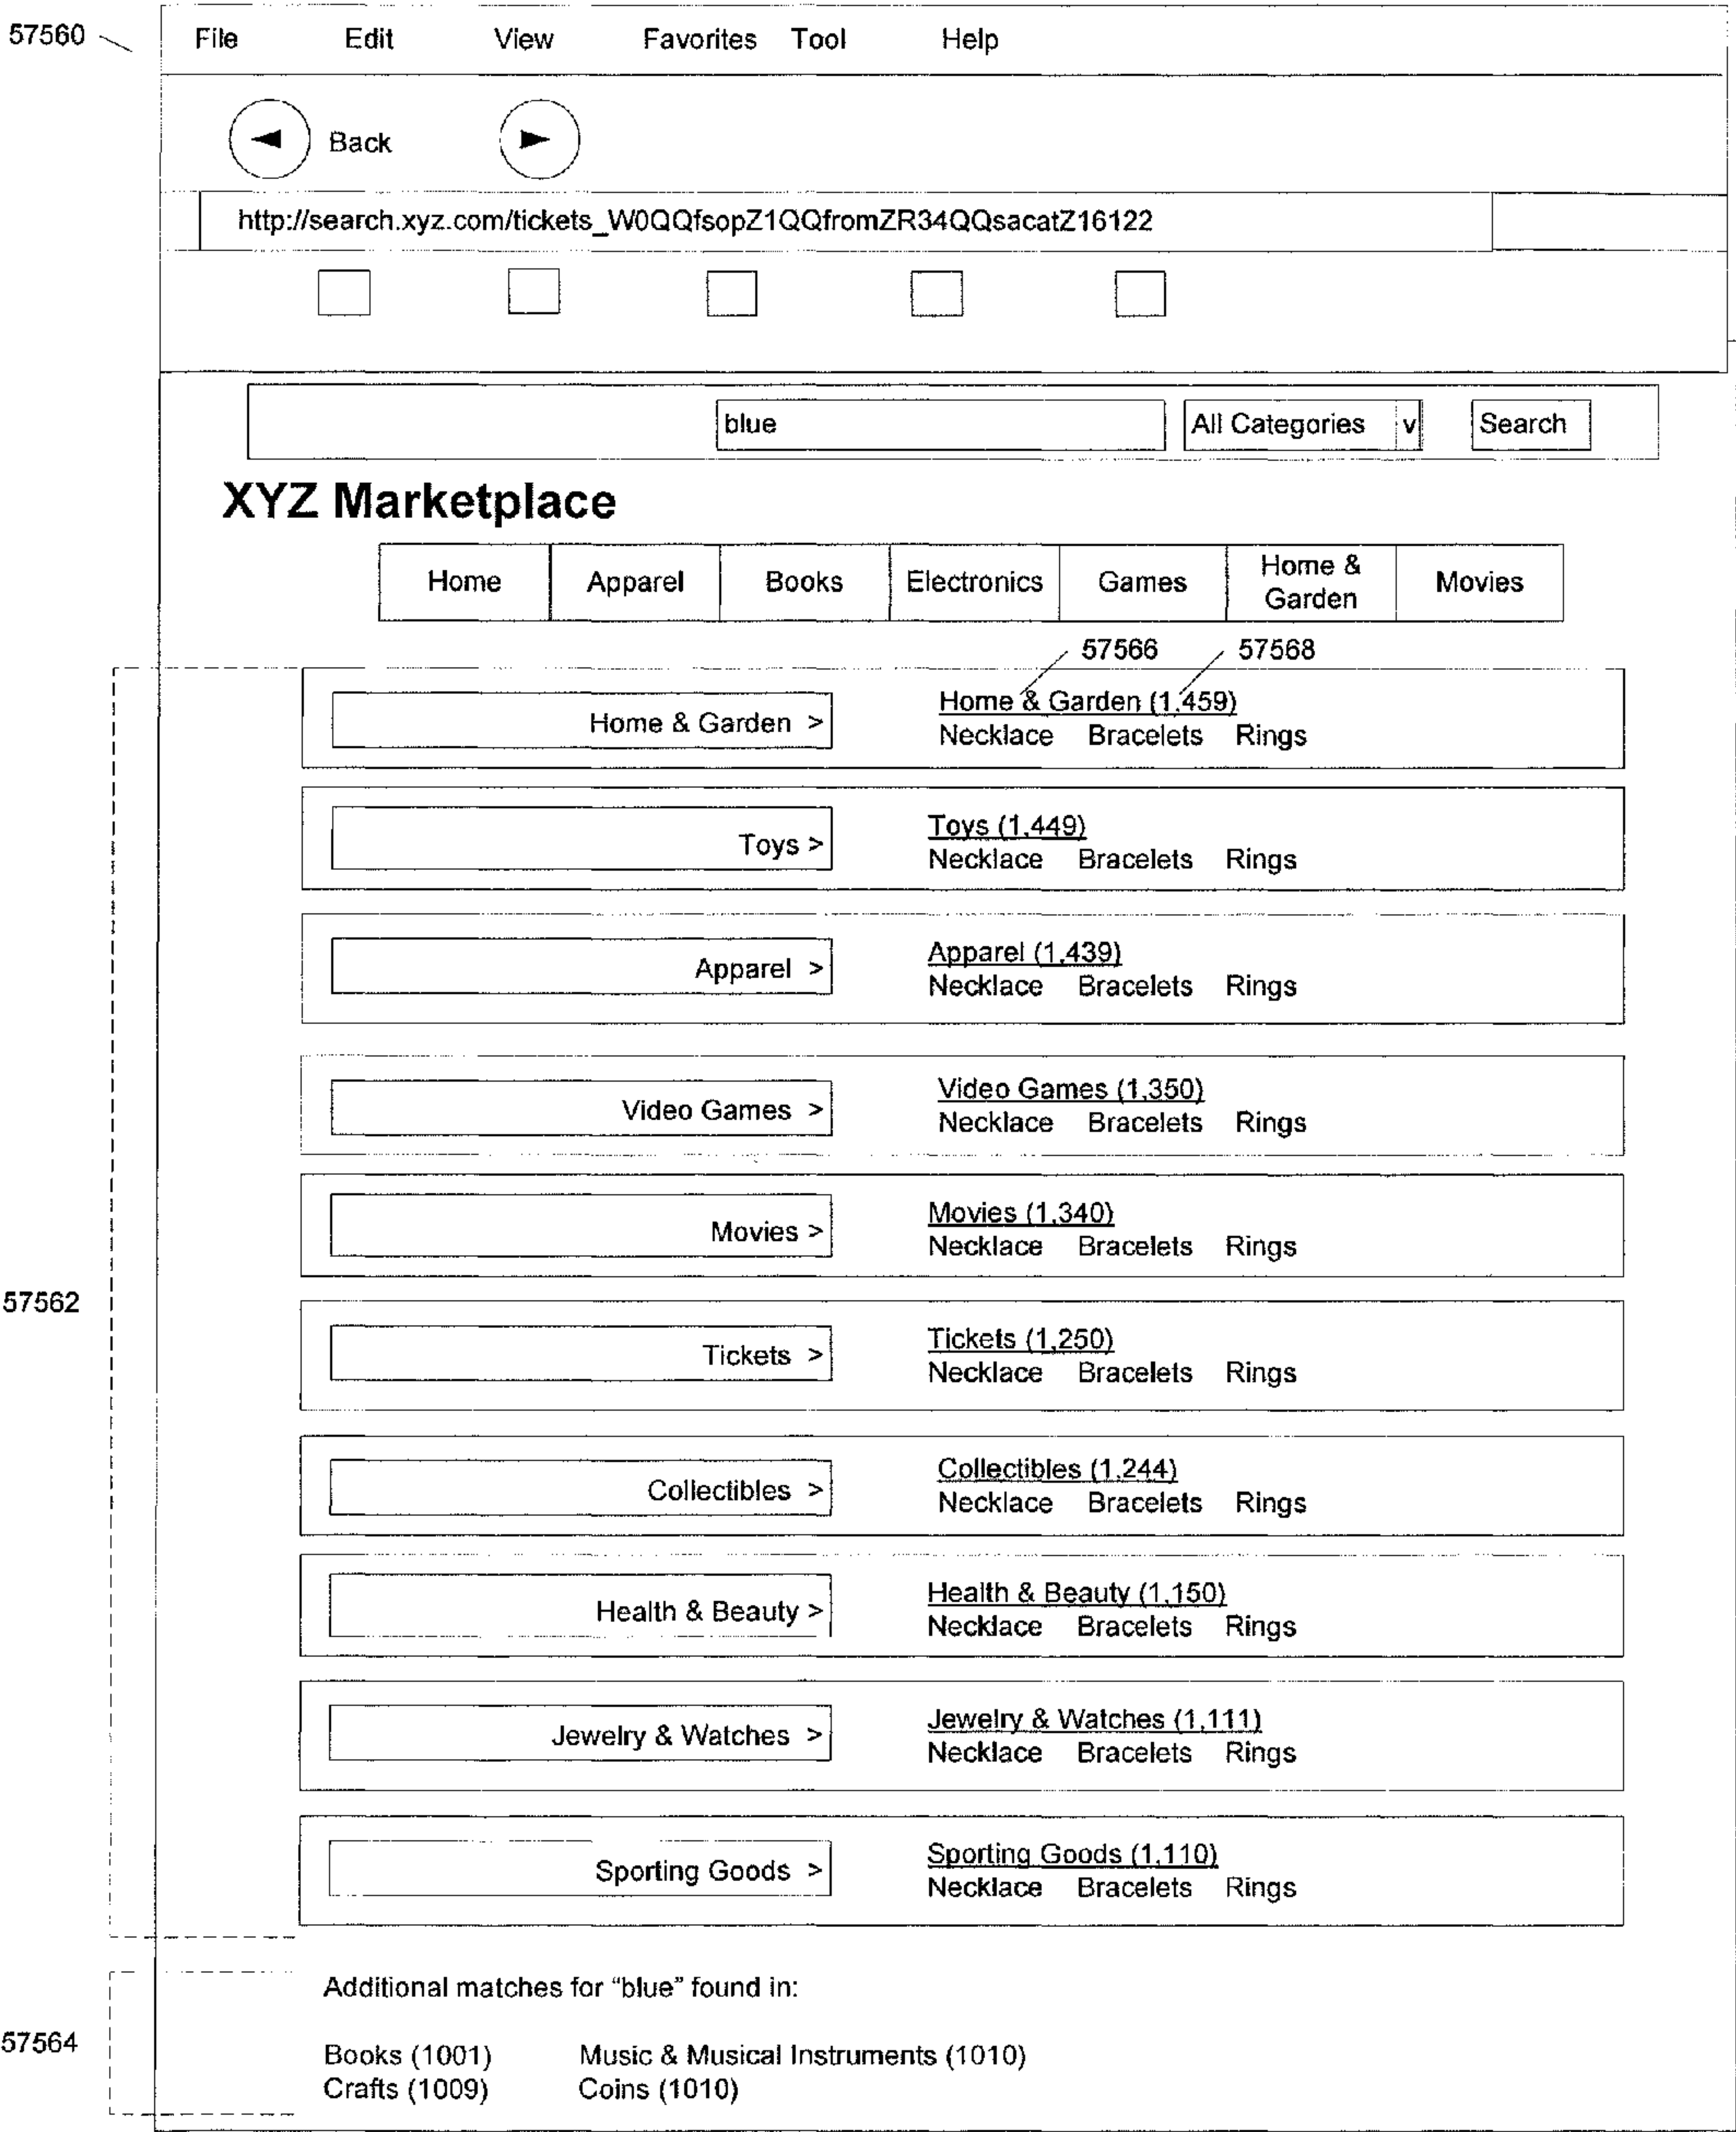 57560
File Edit View Favorites Tool Help
Back
http://search.xyz.com/tickets_W0QQfsopZ1QQfromZR34QQsacatZ16122
blue All Categories v Search
XYZ Marketplace
Home Apparel Books Electronics Games Home & Garden Movies
57566 57568
Home & Garden > Home & Garden (1,459)
Necklace Bracelets Rings
Toys > Toys (1,449)
Necklace Bracelets Rings
Apparel > Apparel (1,439)
Necklace Bracelets Rings
Video Games > Video Games (1,350)
Necklace Bracelets Rings
Movies > Movies (1,340)
Necklace Bracelets Rings
57562
Tickets > Tickets (1,250)
Necklace Bracelets Rings
Collectibles > Collectibles (1,244)
Necklace Bracelets Rings
Health & Beauty > Health & Beauty (1,150)
Necklace Bracelets Rings
Jewelry & Watches > Jewelry & Watches (1,111)
Necklace Bracelets Rings
Sporting Goods > Sporting Goods (1,110)
Necklace Bracelets Rings
Additional matches for “blue” found in:
57564
Books (1001) Music & Musical Instruments (1010)
Crafts (1009) Coins (1010)